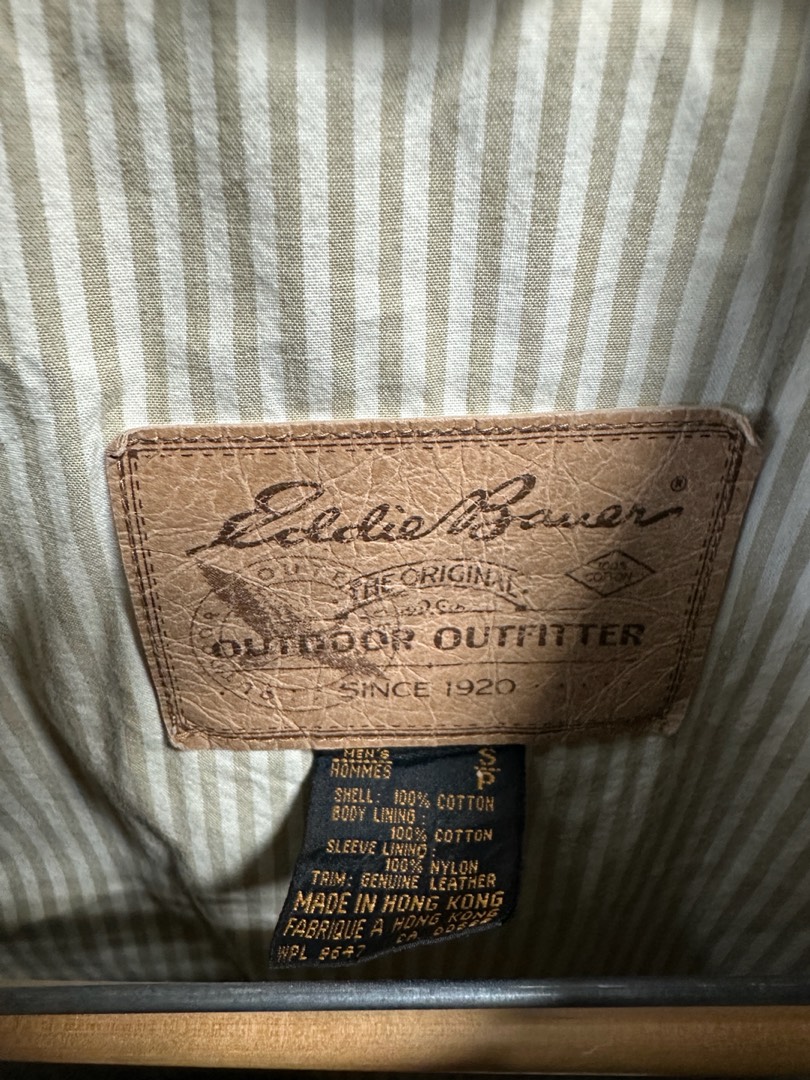 Eddie Bauer ®
THE ORIGINAL
100%
COTTON
OUTDOOR OUTFITTER
SINCE 1920
MEN'S S
HOMMES P
SHELL: 100% COTTON
BODY LINING:
100% COTTON
SLEEVE LINING:
100% NYLON
TRIM: GENUINE LEATHER
MADE IN HONG KONG
FABRIQUE À HONG KONG
WPL 8647